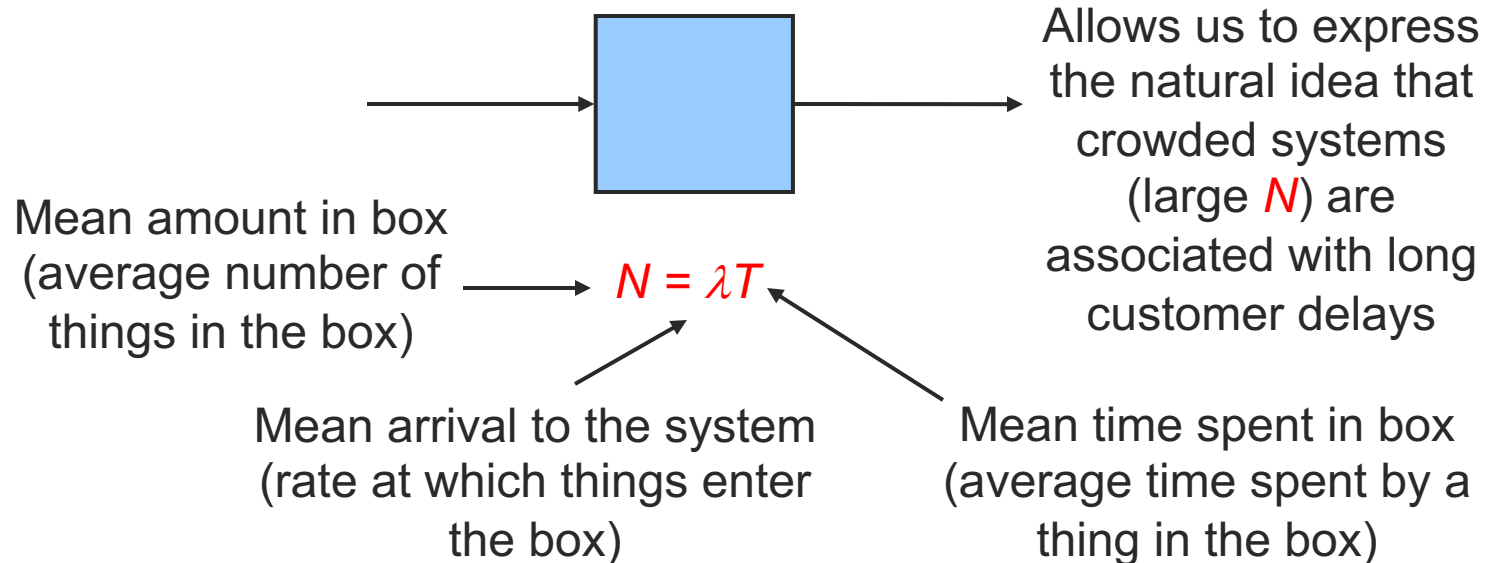 Allows us to express
the natural idea that
crowded systems
(large N) are
associated with long
customer delays
Mean amount in box
(average number of
things in the box)
N = λT
Mean arrival to the system
(rate at which things enter
the box)
Mean time spent in box
(average time spent by a
thing in the box)